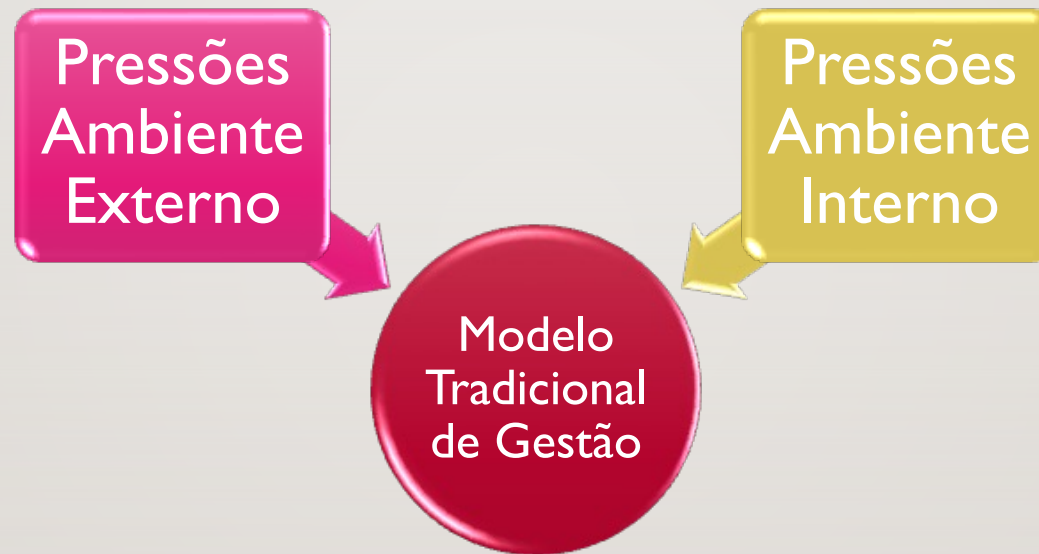 Pressões
Ambiente
Externo
Pressões
Ambiente
Interno
Modelo
Tradicional
de Gestão